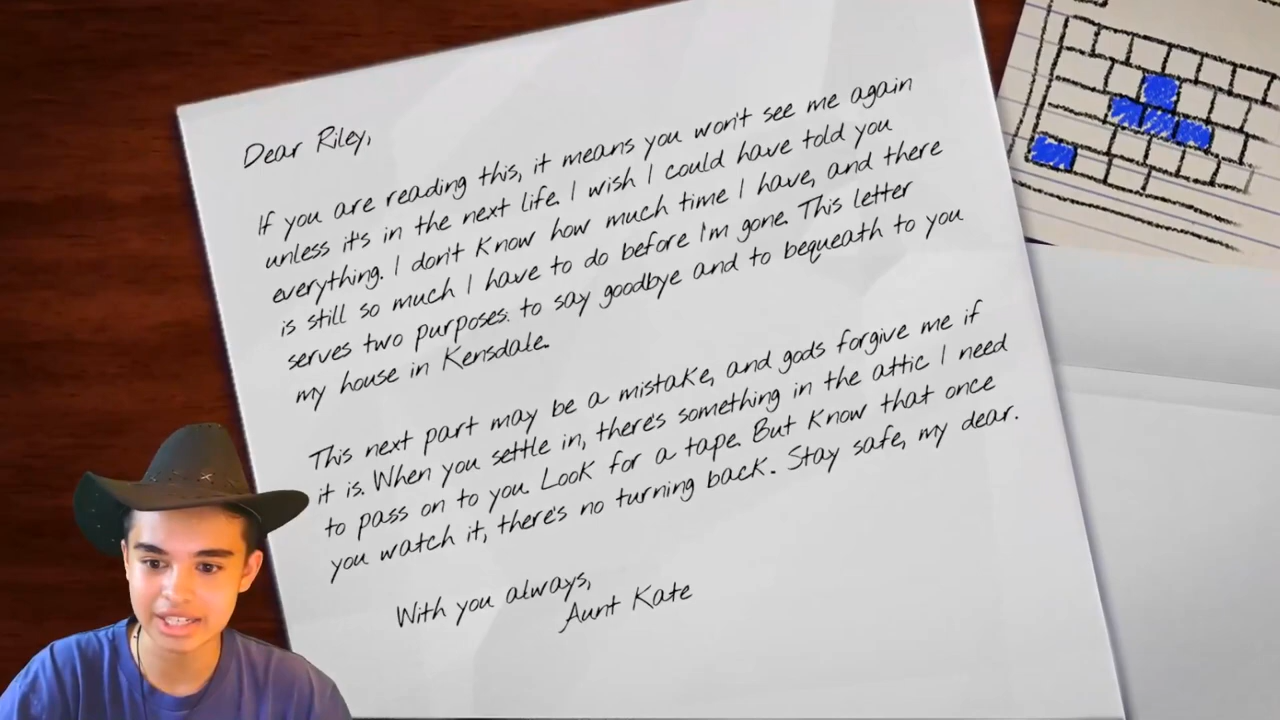 Dear Riley,
If you are reading this, it means you won't see me again
unless it's in the next life. I wish I could have told you
everything. I don't know how much time I have, and there
is still so much I have to do before I'm gone. This letter
serves two purposes: to say goodbye and to bequeath to you
my house in Kensdale.
This next part may be a mistake, and gods forgive me if
it is. When you settle in, there's something in the attic I need
to pass on to you. Look for a tape. But know that once
you watch it, there's no turning back. Stay safe, my dear.
With you always,
Aunt Kate